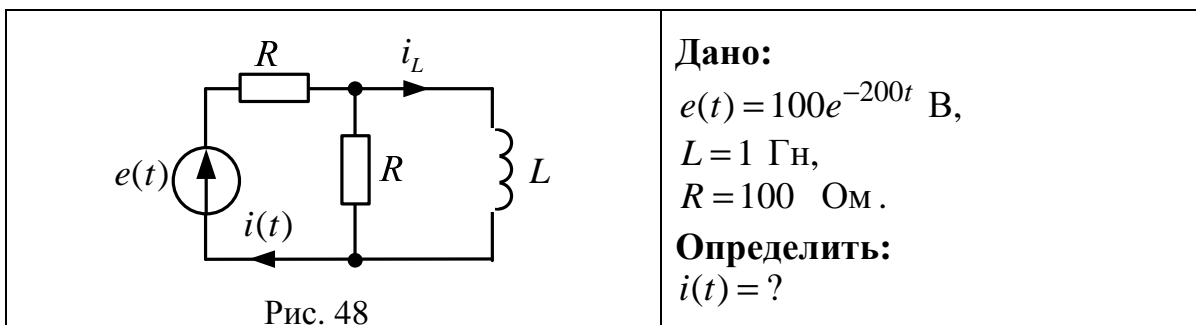 R
i_L
e(t)
R
L
i(t)
Рис. 48
Дано:
e(t) = 100e^{-200t} В,
L = 1 Гн,
R = 100 Ом.
Определить:
i(t) = ?